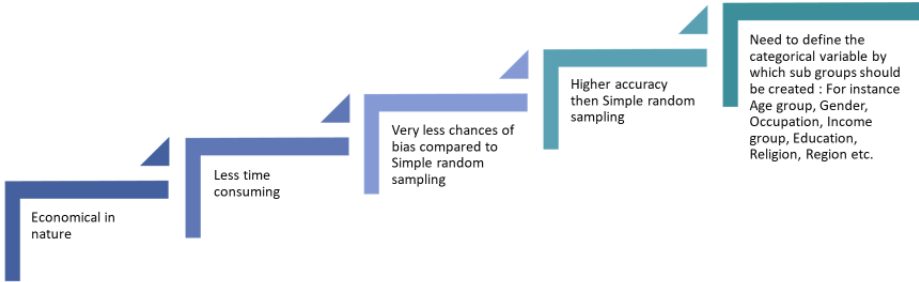 Economical in
nature
Less time
consuming
Very less chances of
bias compared to
Simple random
sampling
Higher accuracy
then Simple random
sampling
Need to define the
categorical variable by
which sub groups should
be created : For instance
Age group, Gender,
Occupation, Income
group, Education,
Religion, Region etc.